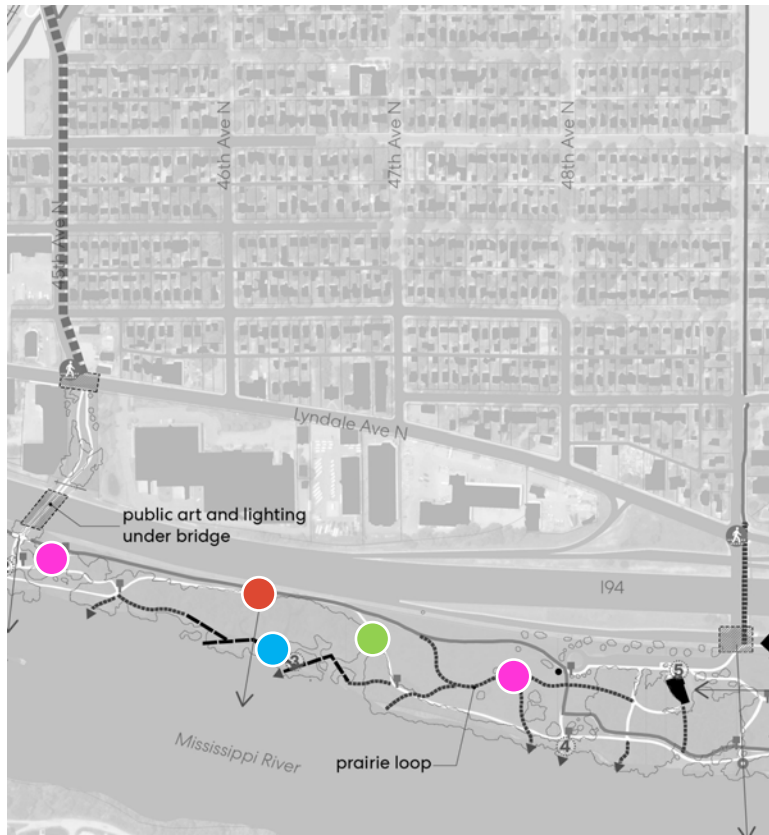 46th Ave N
47th Ave N
48th Ave N
45th Ave N
Lyndale Ave N
public art and lighting
under bridge
194
3
5
4
Mississippi River
prairie loop